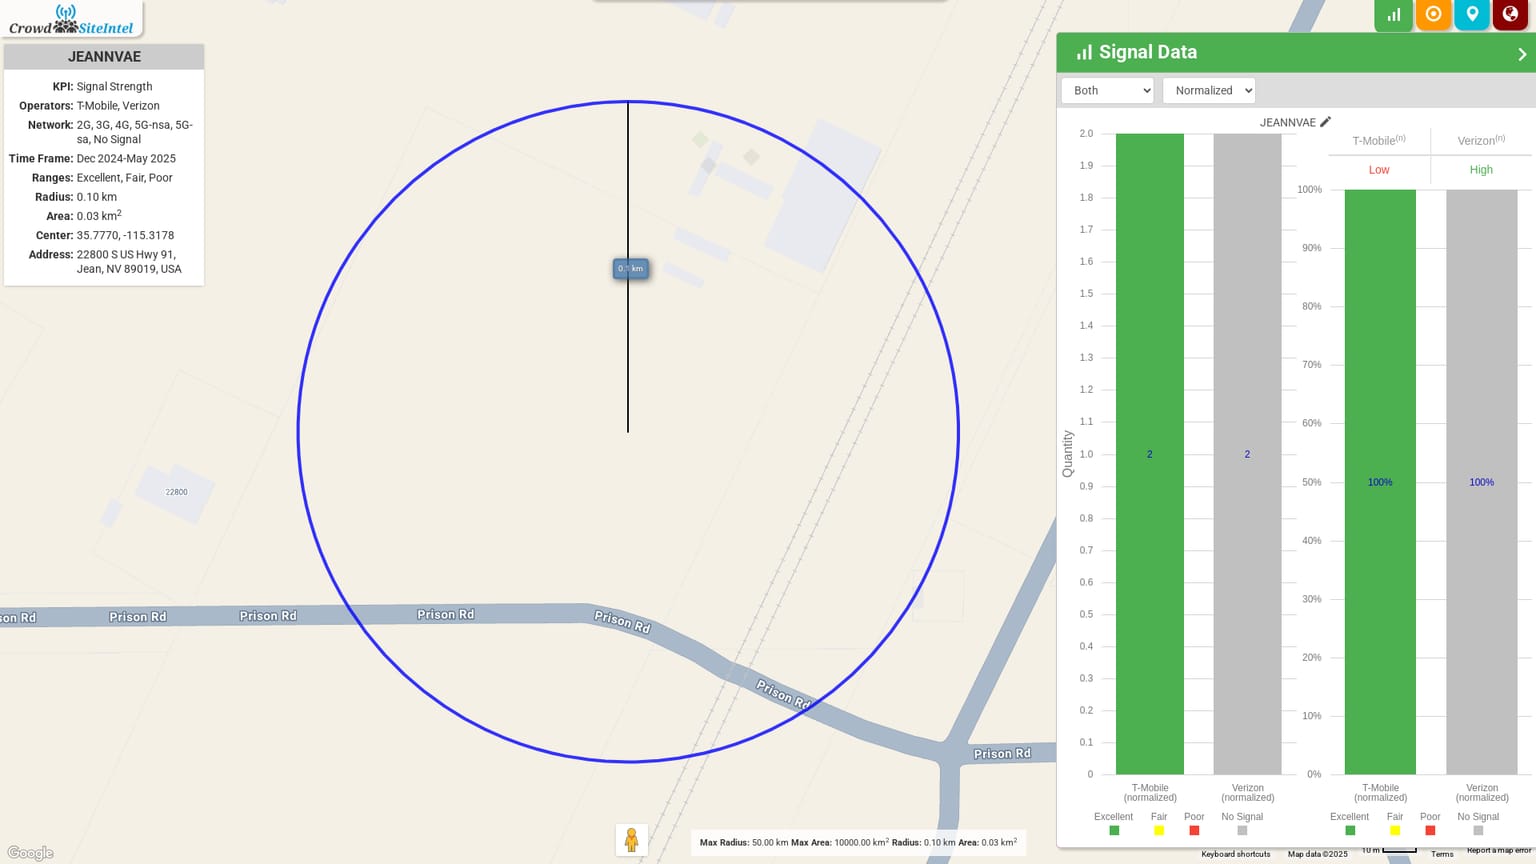 CrowdSiteIntel
JEANNVAE
KPI: Signal Strength
Operators: T-Mobile, Verizon
Network: 2G, 3G, 4G, 5G-nsa, 5G-
sa, No Signal
Time Frame: Dec 2024-May 2025
Ranges: Excellent, Fair, Poor
Radius: 0.10 km
Area: 0.03 km²
Center: 35.7770, -115.3178
Address: 22800 S US Hwy 91,
Jean, NV 89019, USA
0.1 km
22800
son Rd
Prison Rd
Prison Rd
Prison Rd
Prison Rd
Prison Rd
Prison Rd
Google
Max Radius: 50.00 km Max Area: 10000.00 km² Radius: 0.10 km Area: 0.03 km²
Signal Data
Both
Normalized
JEANNVAE
T-Mobile(n) Verizon(n)
Low High
Quantity
2.0
1.9
1.8
1.7
1.6
1.5
1.4
1.3
1.2
1.1
1.0
0.9
0.8
0.7
0.6
0.5
0.4
0.3
0.2
0.1
0
2 2
T-Mobile
(normalized)
Verizon
(normalized)
Excellent Fair Poor No Signal
100%
90%
80%
70%
60%
50%
40%
30%
20%
10%
0%
100% 100%
T-Mobile
(normalized)
Verizon
(normalized)
Excellent Fair Poor No Signal
Keyboard shortcuts Map data ©2025 10 m Terms Report a map error